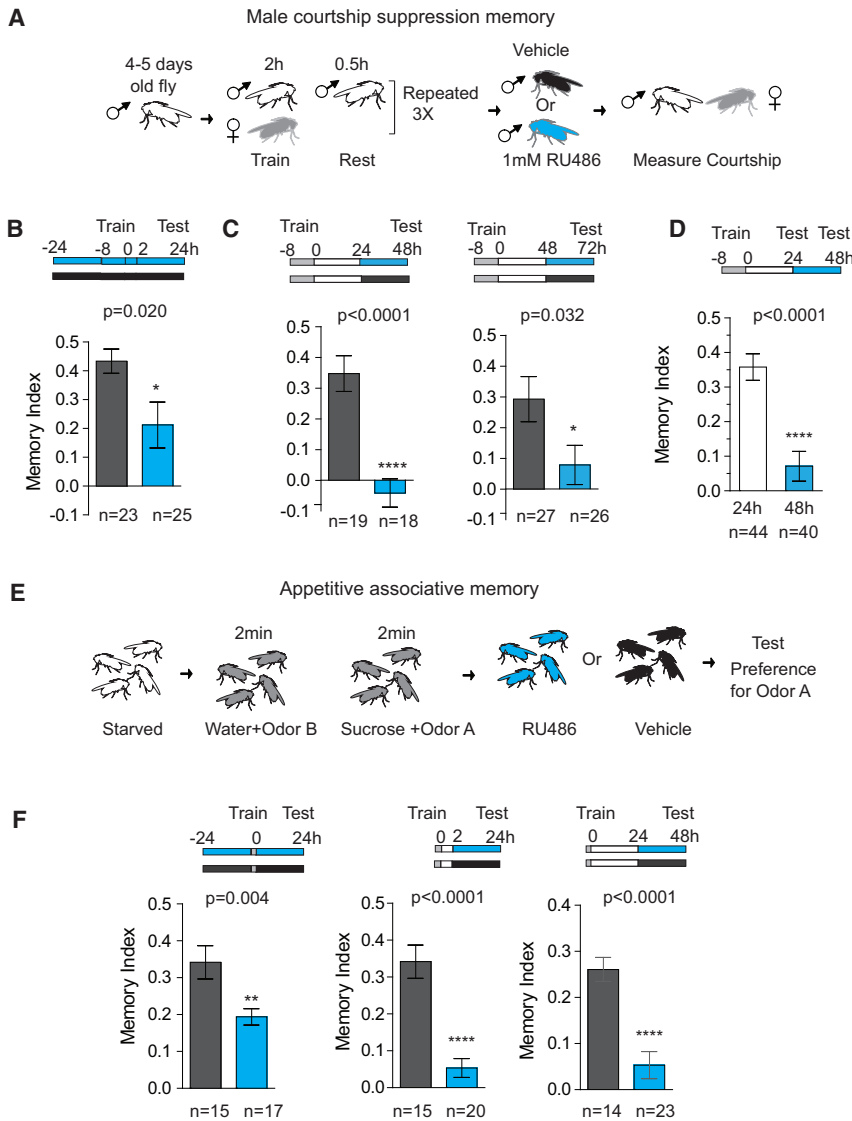 A
Male courtship suppression memory
4-5 days
old fly
♂
2h
♂
♀
Train
0.5h
♂
Rest
Repeated
3X
Vehicle
♂
Or
♂
1mM RU486
♂
♀
Measure Courtship
B
Train Test
-24 -8 0 2 24h
p=0.020
Memory Index
0.5
0.4
0.3
0.2
0.1
0.0
-0.1
*
n=23 n=25
C
Train Test
-8 0 24 48h
p<0.0001
0.5
0.4
0.3
0.2
0.1
0.0
-0.1
****
n=19 n=18
Train Test
-8 0 48 72h
p=0.032
0.5
0.4
0.3
0.2
0.1
0.0
-0.1
*
n=27 n=26
D
Train Test Test
-8 0 24 48h
p<0.0001
Memory Index
0.5
0.4
0.3
0.2
0.1
0.0
****
24h 48h
n=44 n=40
E
Appetitive associative memory
Starved
2min
Water+Odor B
2min
Sucrose +Odor A
RU486
Or
Vehicle
Test
Preference
for Odor A
F
Train Test
-24 0 24h
p=0.004
Memory Index
0.5
0.4
0.3
0.2
0.1
0.0
**
n=15 n=17
Train Test
0 2 24h
p<0.0001
Memory Index
0.5
0.4
0.3
0.2
0.1
0.0
****
n=15 n=20
Train Test
0 24 48h
p<0.0001
Memory Index
0.4
0.3
0.2
0.1
0.0
****
n=14 n=23